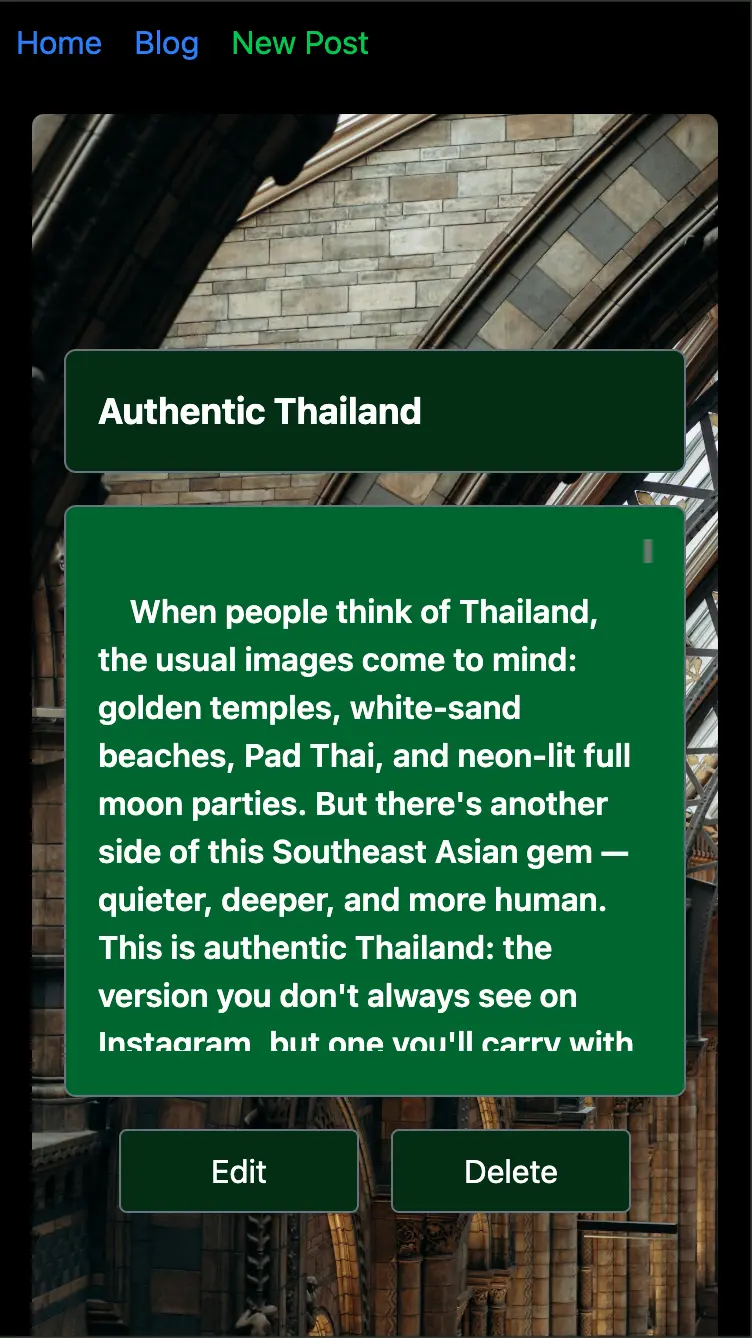 Home Blog New Post
Authentic Thailand
When people think of Thailand,
the usual images come to mind:
golden temples, white-sand
beaches, Pad Thai, and neon-lit full
moon parties. But there's another
side of this Southeast Asian gem —
quieter, deeper, and more human.
This is authentic Thailand: the
version you don't always see on
Instagram, but one you'll carry with
Edit Delete